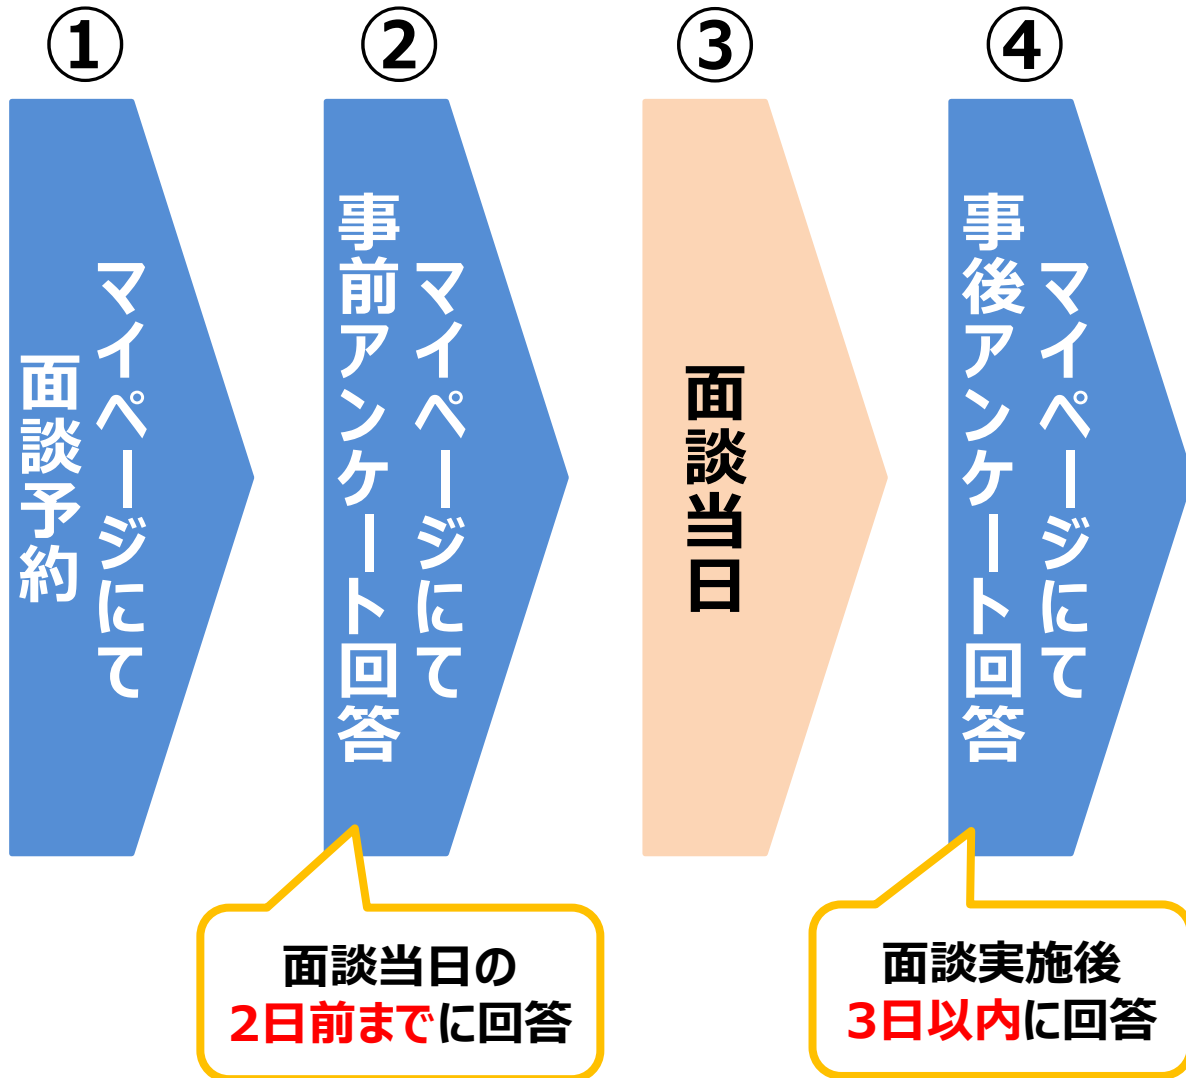 ①
マイページにて
面談予約
②
マイページにて
事前アンケート回答
面談当日の
2日前までに回答
③
面談当日
④
マイページにて
事後アンケート回答
面談実施後
3日以内に回答